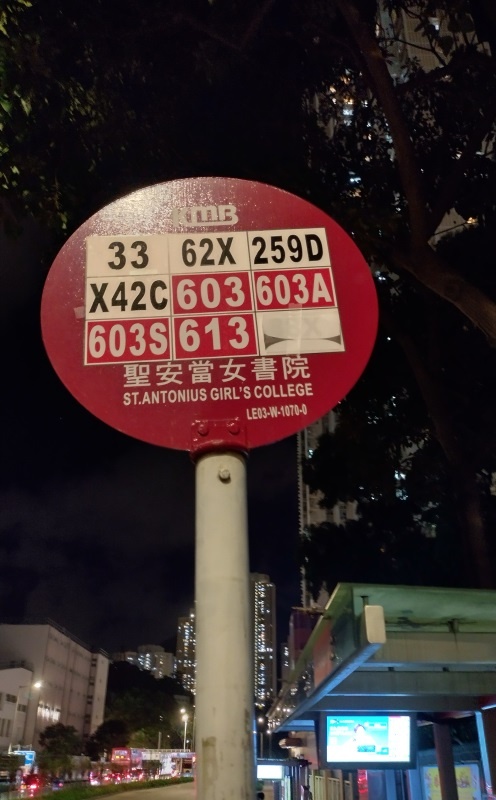 KMB
33 62X 259D
X42C 603 603A
603S 613
聖安當女書院
ST.ANTONIUS GIRL'S COLLEGE
LE03-W-1070-0